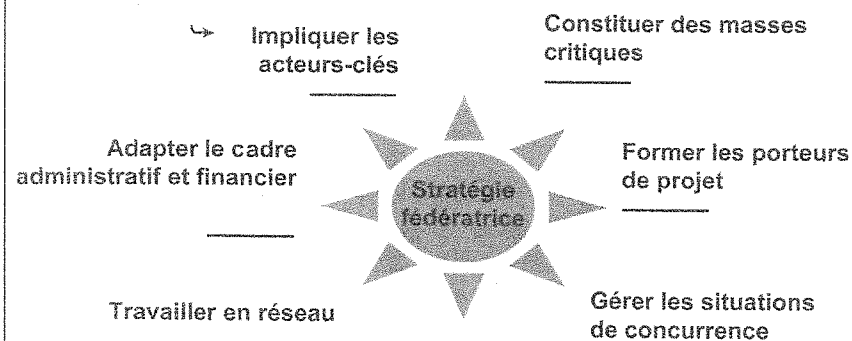 Impliquer les
acteurs-clés
Constituer des masses
critiques
Adapter le cadre
administratif et financier
Stratégie
fédératrice
Former les porteurs
de projet
Travailler en réseau
Gérer les situations
de concurrence